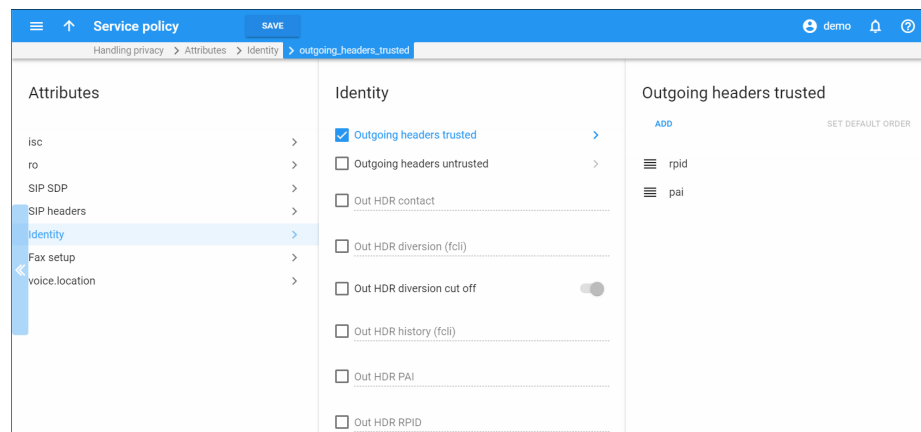 Service policy SAVE demo
Handling privacy > Attributes > Identity > outgoing_headers_trusted
Attributes
isc
ro
SIP SDP
SIP headers
Identity
Fax setup
voice.location
Identity
Outgoing headers trusted
Outgoing headers untrusted
Out HDR contact
Out HDR diversion (fcli)
Out HDR diversion cut off
Out HDR history (fcli)
Out HDR PAI
Out HDR RPID
Outgoing headers trusted
ADD SET DEFAULT ORDER
rpid
pai